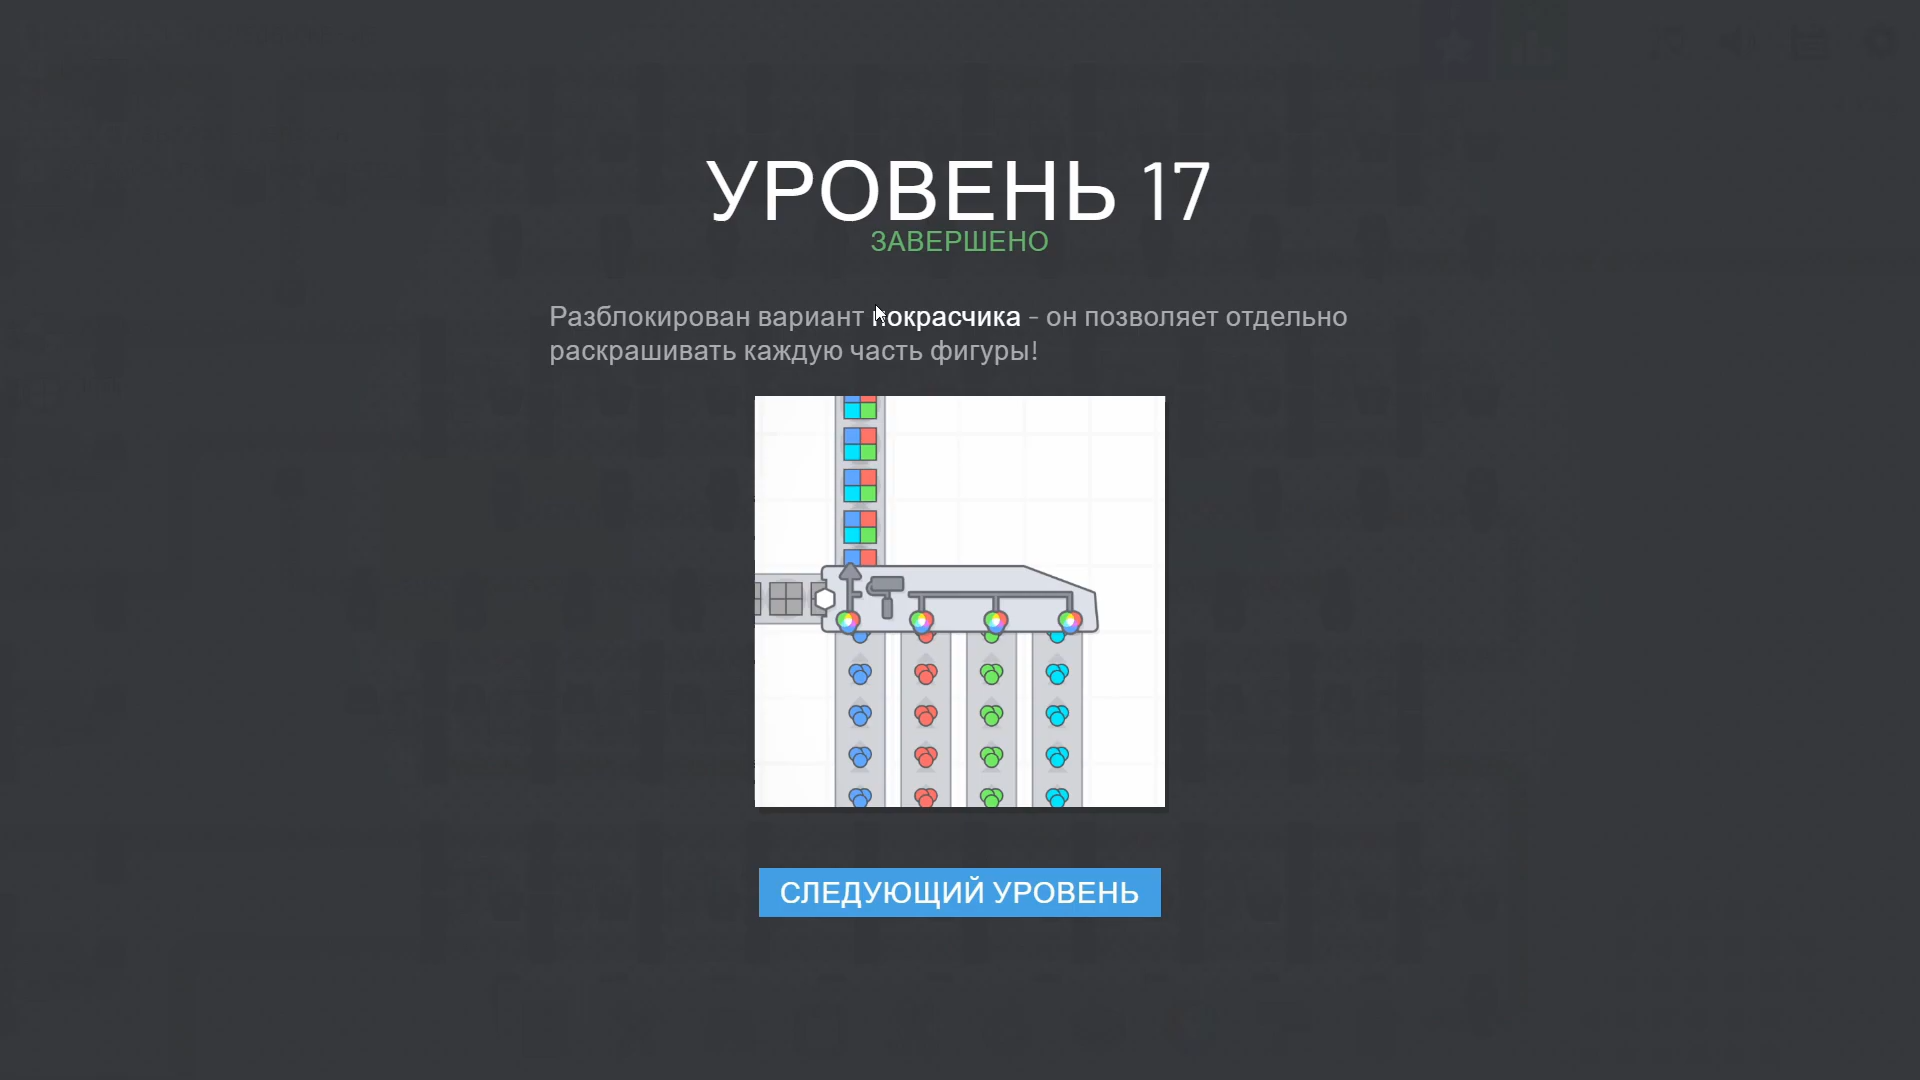 УРОВЕНЬ 17
ЗАВЕРШЕНО
Разблокирован вариант покрасчика - он позволяет отдельно
раскрашивать каждую часть фигуры!
СЛЕДУЮЩИЙ УРОВЕНЬ